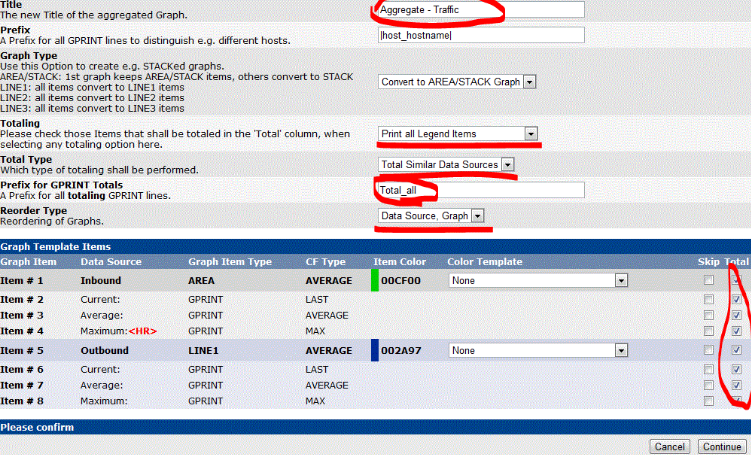 Title
The new Title of the aggregated Graph.
Aggregate - Traffic
Prefix
A Prefix for all GPRINT lines to distinguish e.g. different hosts.
|host_hostname|
Graph Type
Use this Option to create e.g. STACKed graphs.
AREA/STACK: 1st graph keeps AREA/STACK items, others convert to STACK
LINE1: all items convert to LINE1 items
LINE2: all items convert to LINE2 items
LINE3: all items convert to LINE3 items
Convert to AREA/STACK Graph
Totaling
Please check those Items that shall be totaled in the 'Total' column, when
selecting any totaling option here.
Print all Legend Items
Total Type
Which type of totaling shall be performed.
Total Similar Data Sources
Prefix for GPRINT Totals
A Prefix for all totaling GPRINT lines.
Total_all
Reorder Type
Reordering of Graphs.
Data Source, Graph
Graph Template Items
Graph Item Data Source Graph Item Type CF Type Item Color Color Template Skip Total
Item # 1 Inbound AREA AVERAGE 00CF00 None
Item # 2 Current: GPRINT LAST
Item # 3 Average: GPRINT AVERAGE
Item # 4 Maximum:<HR> GPRINT MAX
Item # 5 Outbound LINE1 AVERAGE 002A97 None
Item # 6 Current: GPRINT LAST
Item # 7 Average: GPRINT AVERAGE
Item # 8 Maximum: GPRINT MAX
Please confirm
Cancel Continue